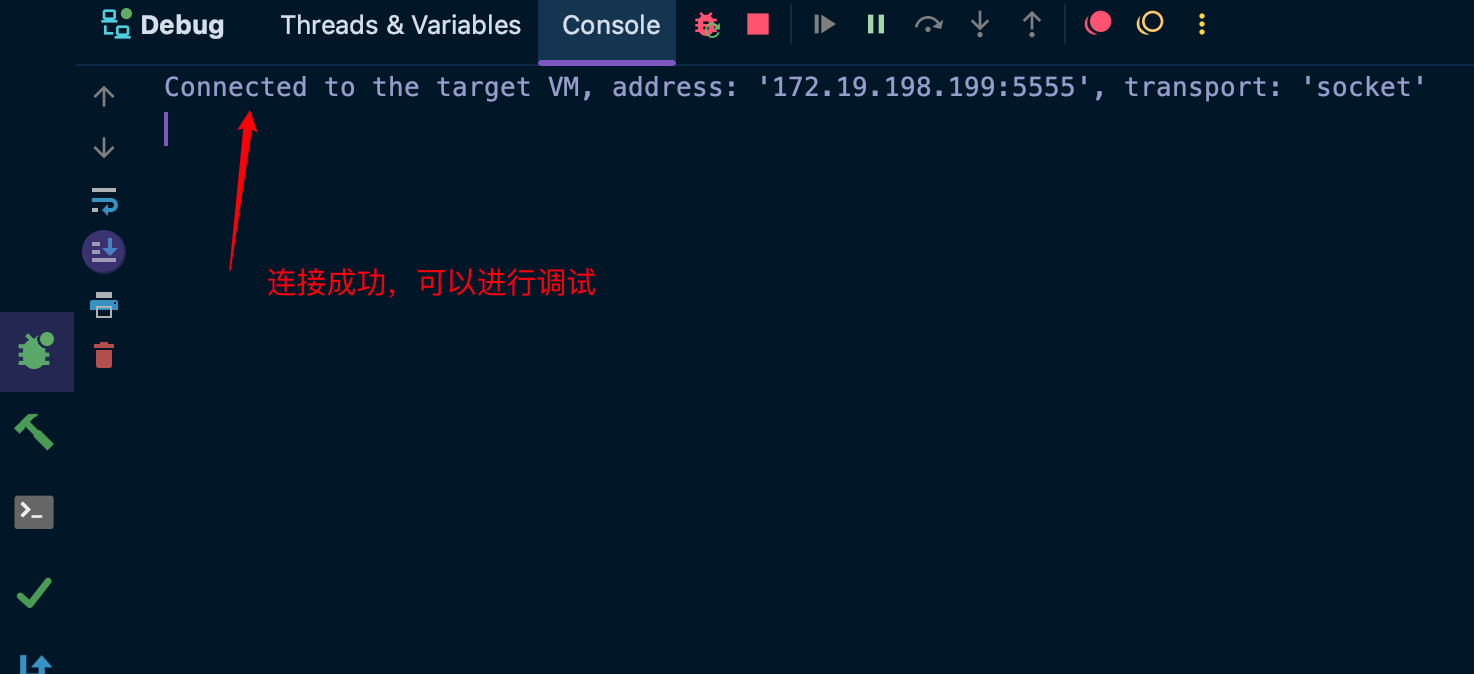 Debug Threads & Variables Console
Connected to the target VM, address: '172.19.198.199:5555', transport: 'socket'
连接成功，可以进行调试